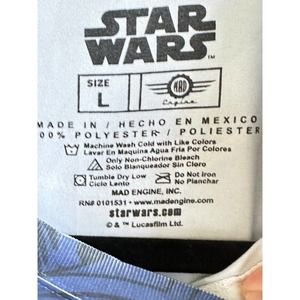 STAR
WARS
SIZE
L
MAD
Engine
MADE IN / HECHO EN MEXICO
00% POLYESTER / POLIESTER
Machine Wash Cold with Like Colors
Lavar En Maquina Agua Fria Por Colores
Only Non-Chlorine Bleach
Solo Blanqueador Sin Cloro
Tumble Dry Low
Ciclo Lento
Do Not Iron
No Planchar
MAD ENGINE, INC.
RN# 0101531 · www.madengine.com
starwars.com
© & ™ Lucasfilm Ltd.